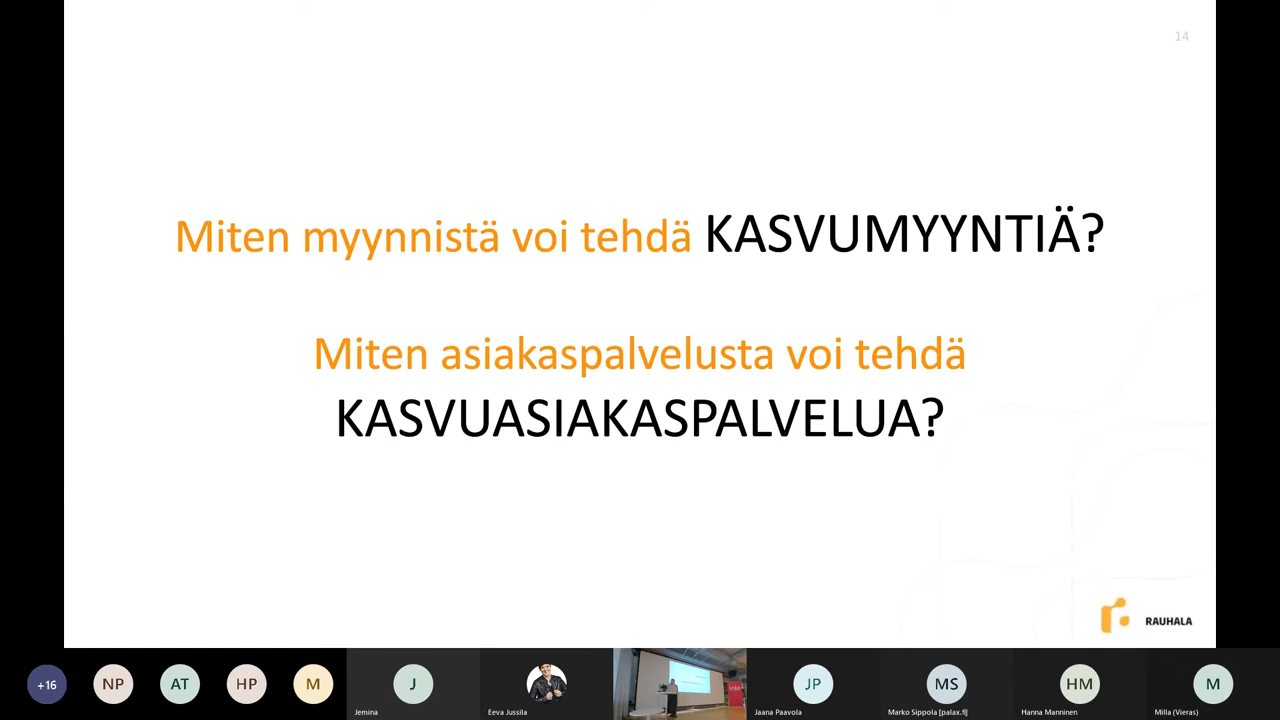 14
Miten myynnistä voi tehdä KASVUMYYNTIÄ?
Miten asiakaspalvelusta voi tehdä
KASVUASIAKASPALVELUA?
RAUHALA
+16
NP
AT
HP
M
J
Jemina
Eeva Jussila
JP
Jaana Paavola
MS
Marko Sippola [palax.fi]
HM
Hanna Manninen
M
Milla (Vieras)